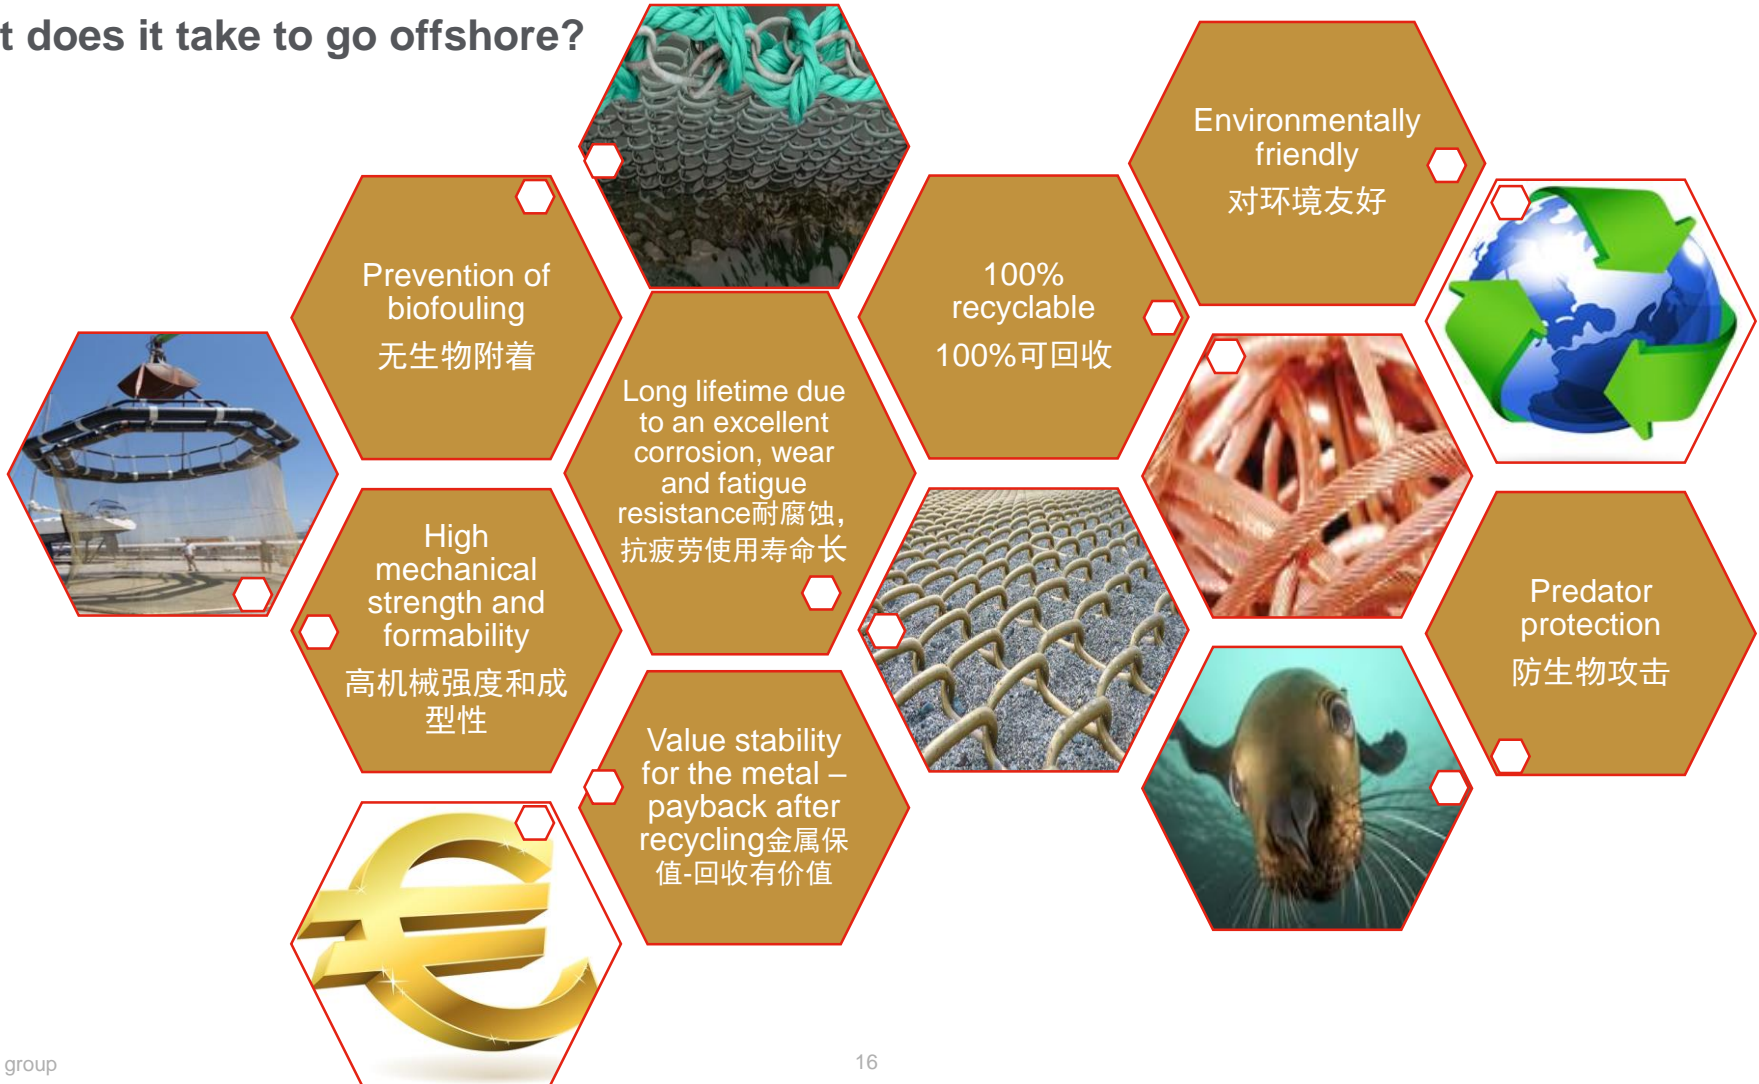 t does it take to go offshore?
Prevention of
biofouling
无生物附着
High
mechanical
strength and
formability
高机械强度和成
型性
Long lifetime due
to an excellent
corrosion, wear
and fatigue
resistance耐腐蚀，
抗疲劳使用寿命长
Value stability
for the metal –
payback after
recycling金属保
值-回收有价值
100%
recyclable
100%可回收
Environmentally
friendly
对环境友好
Predator
protection
防生物攻击
group
16